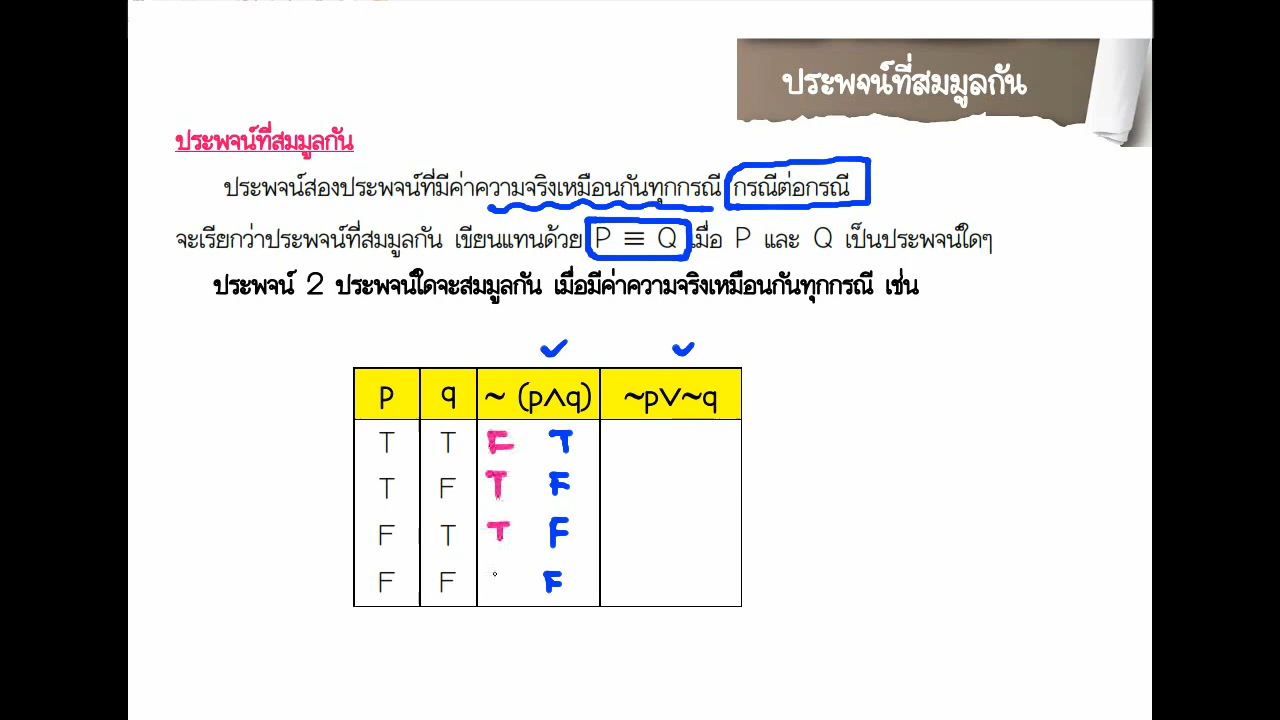 ประพจน์ที่สมมูลกัน
ประพจน์ที่สมมูลกัน
ประพจน์สองประพจน์ที่มีค่าความจริงเหมือนกันทุกกรณี กรณีต่อกรณี
จะเรียกว่าประพจน์ที่สมมูลกัน เขียนแทนด้วย P ≡ Q เมื่อ P และ Q เป็นประพจน์ใดๆ
ประพจน์ 2 ประพจน์ใดจะสมมูลกัน เมื่อมีค่าความจริงเหมือนกันทุกกรณี เช่น
p q ~ (p∧q) ~p∨~q
T T F T
T F T F
F T T F
F F F